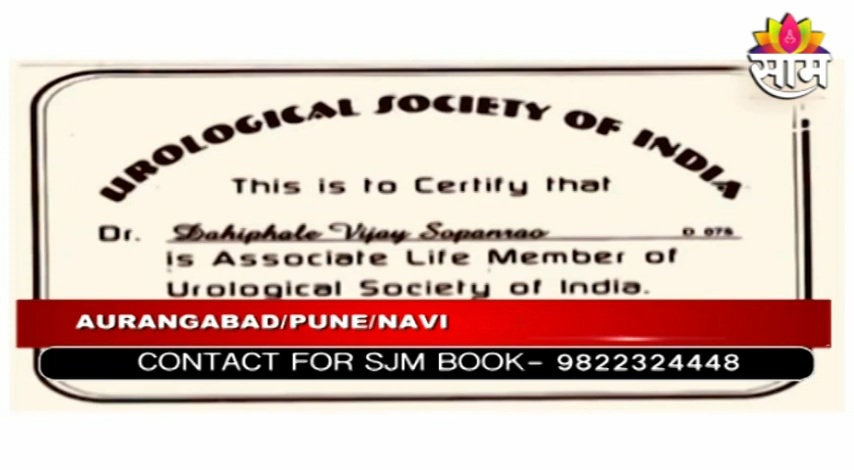 साम
UROLOGICAL SOCIETY OF INDIA
This is to Certify that
Dr. Dahiphale Vijay Sopanrao D 075
is Associate Life Member of
Urological Society of India.
AURANGABAD/PUNE/NAVI
CONTACT FOR SJM BOOK- 9822324448